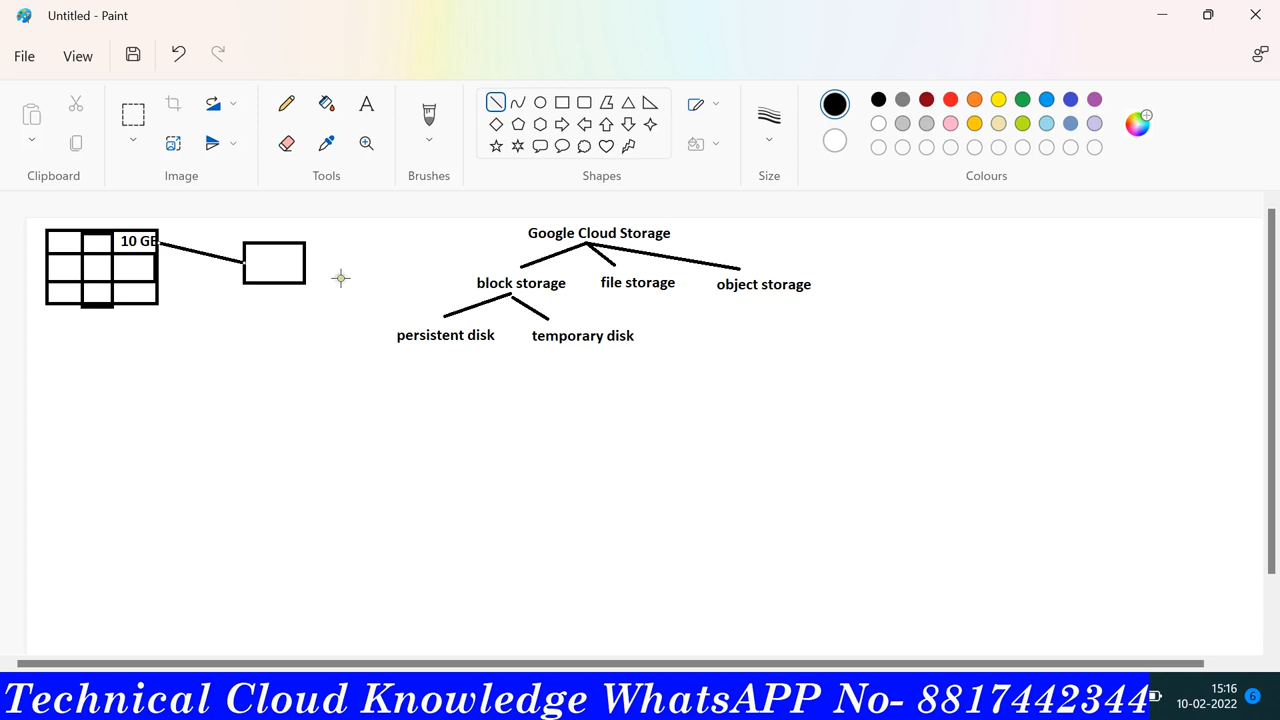 Untitled - Paint
File View
Clipboard Image Tools Brushes Shapes Size Colours
10 GB
Google Cloud Storage
block storage file storage object storage
persistent disk temporary disk
Technical Cloud Knowledge WhatsAPP No- 8817442344
15:16
10-02-2022
6